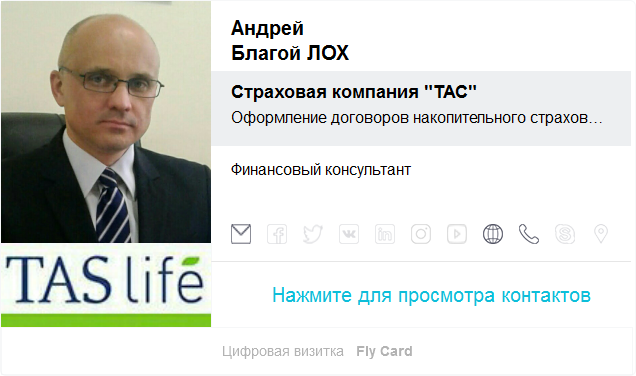 Андрей
Благой ЛОХ
Страховая компания "ТАС"
Оформление договоров накопительного страхов…
Финансовый консультант
TAS life
Нажмите для просмотра контактов
Цифровая визитка Fly Card